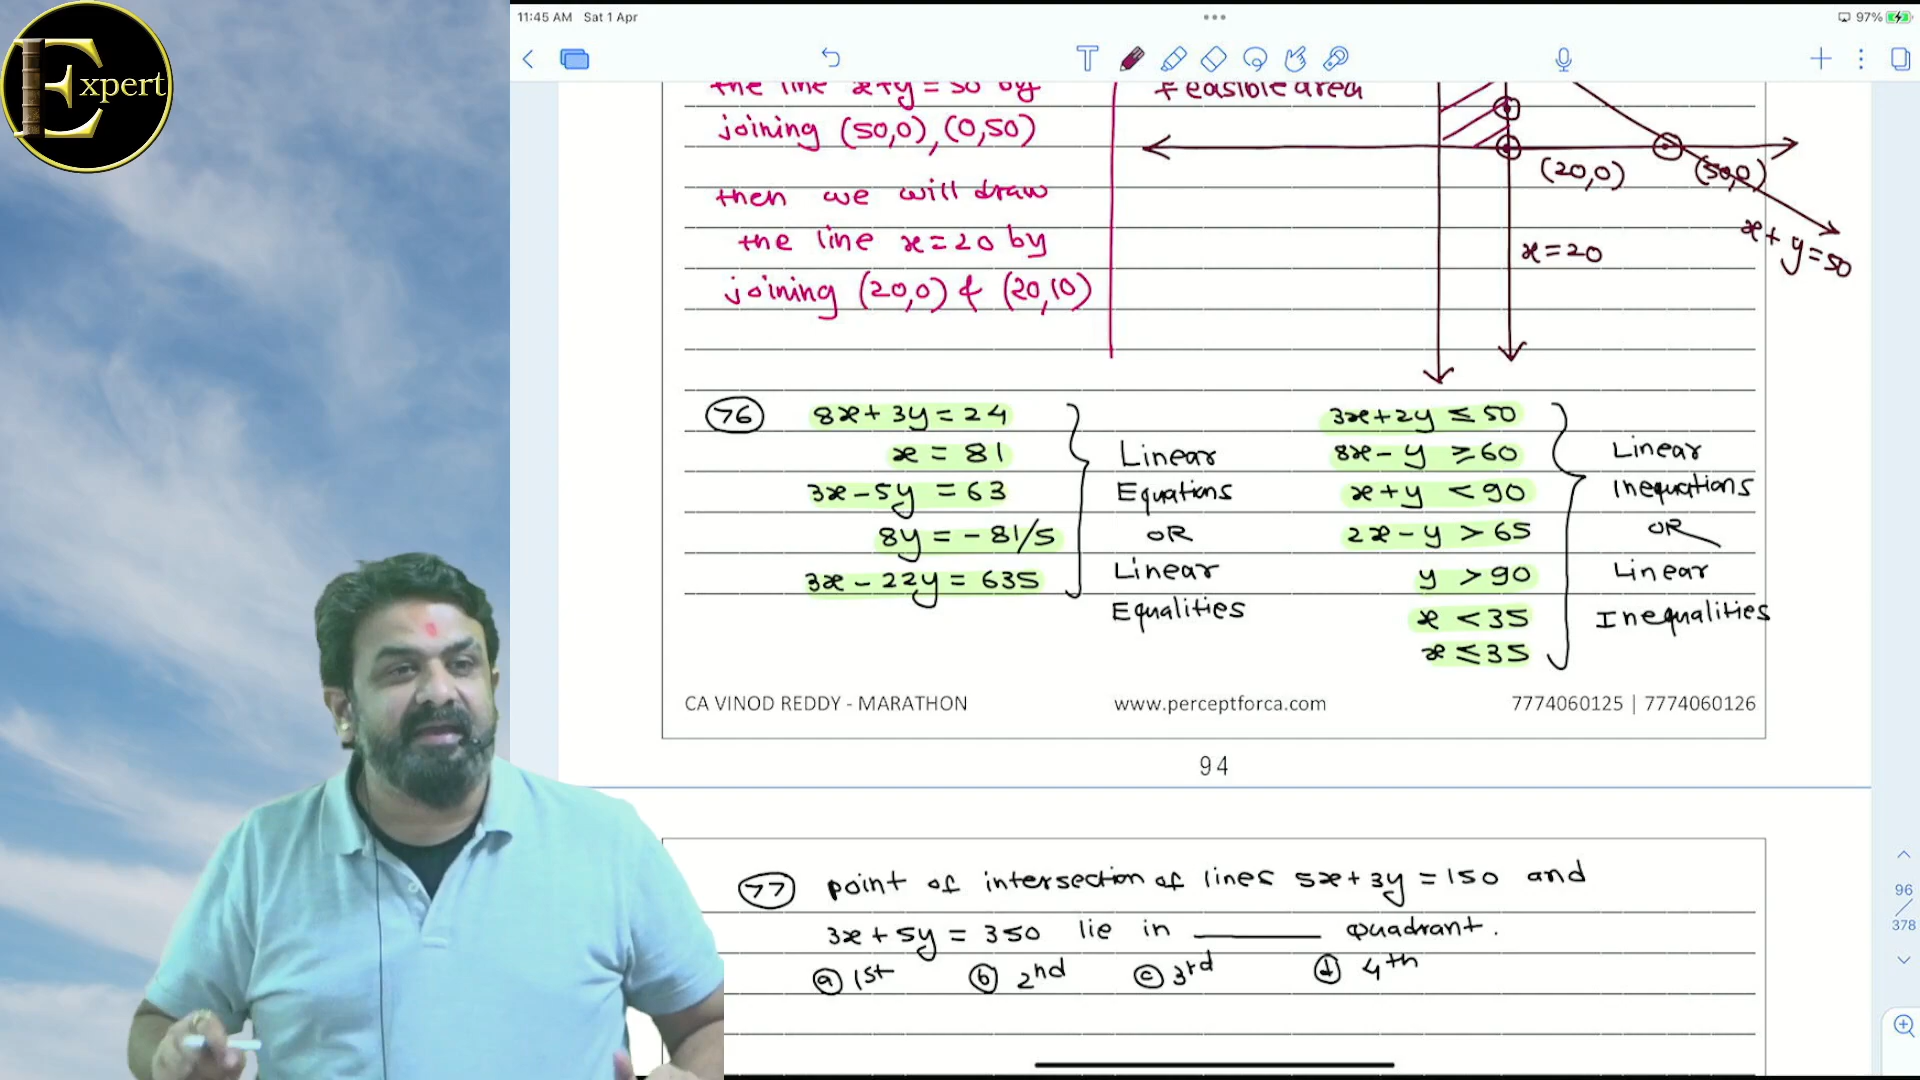 Expert
11:45 AM Sat 1 Apr
97%
the line x+y=50 by
joining (50,0), (0,50)
then we will draw
the line x=20 by
joining (20,0) & (20,10)
Feasible area
(20,0)
(50,0)
x+y=50
x=20
76
8x+3y=24
x = 81
3x-5y = 63
8y = -81/5
3x-22y=635
Linear
Equations
OR
Linear
Equalities
3x+2y ≤ 50
8x-y ≥60
x+y <90
2x-y > 65
y >90
x <35
x ≤35
Linear
Inequations
OR
Linear
Inequalities
CA VINOD REDDY - MARATHON www.perceptforca.com 7774060125 | 7774060126
94
77 point of intersection of lines 5x+3y=150 and
3x+5y = 350 lie in ______ quadrant.
a 1st b 2nd c 3rd d 4th
96
378